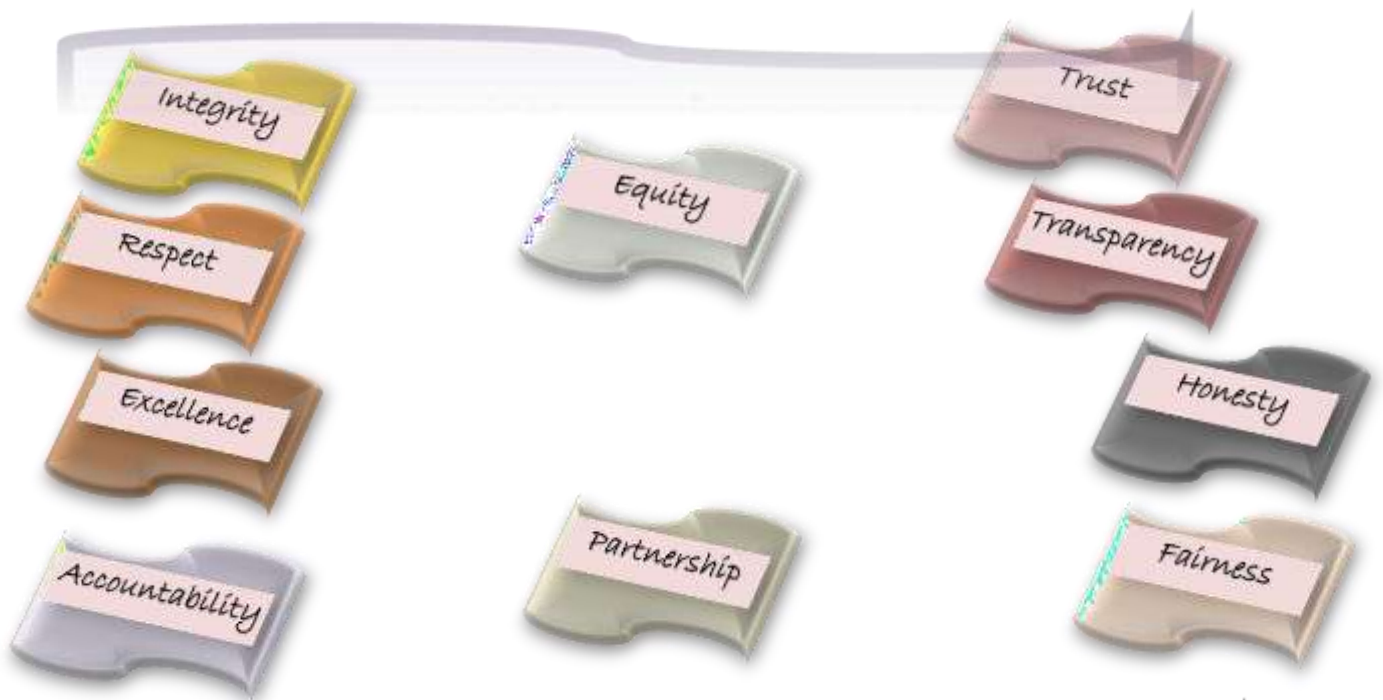 Integrity
Respect
Excellence
Accountability
Equity
Partnership
Trust
Transparency
Honesty
Fairness